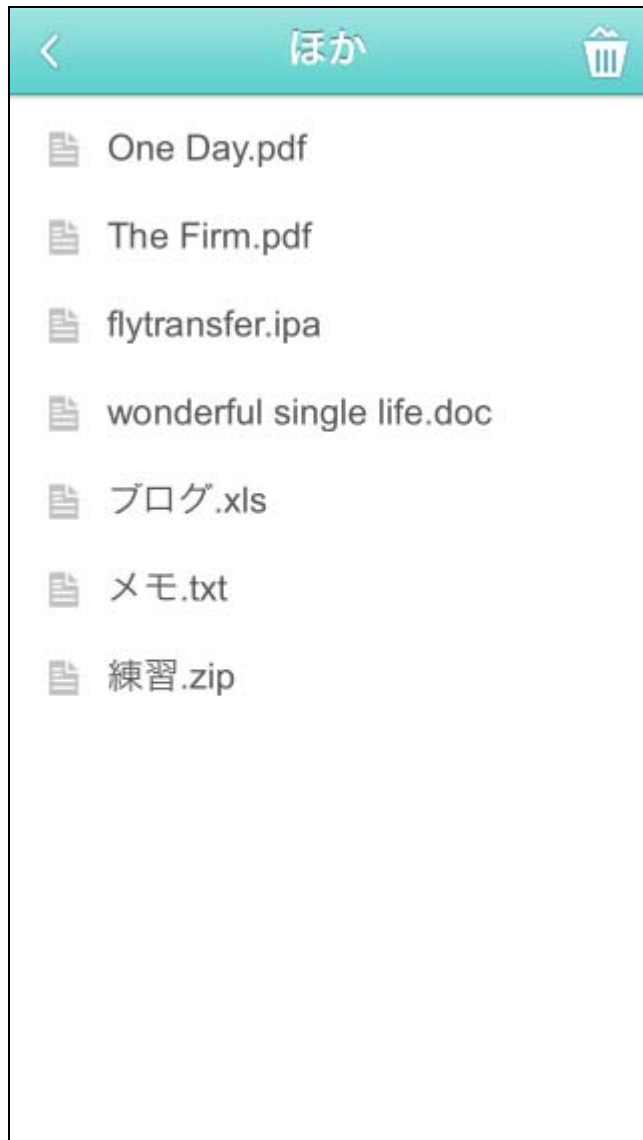 ほか
One Day.pdf
The Firm.pdf
flytransfer.ipa
wonderful single life.doc
ブログ.xls
メモ.txt
練習.zip